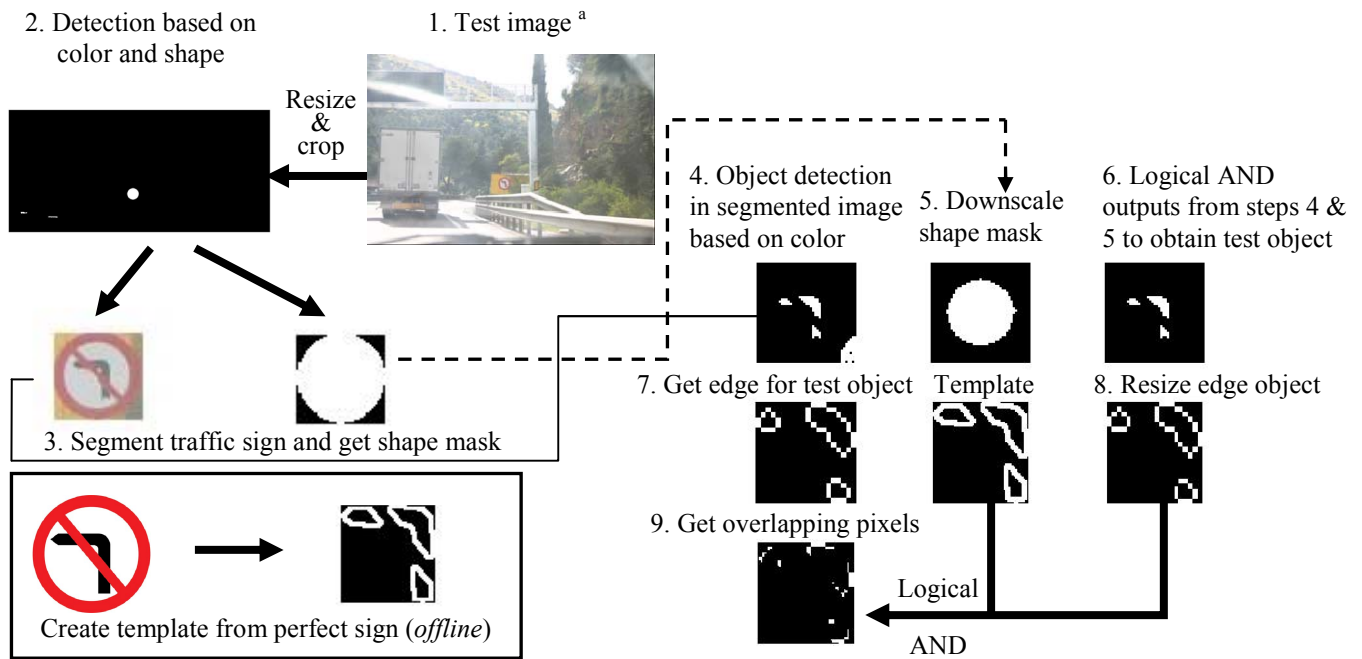 2. Detection based on
color and shape
1. Test image a
Resize
&
crop
4. Object detection
in segmented image
based on color
5. Downscale
shape mask
6. Logical AND
outputs from steps 4 &
5 to obtain test object
3. Segment traffic sign and get shape mask
7. Get edge for test object
Template
8. Resize edge object
9. Get overlapping pixels
Logical
AND
Create template from perfect sign (offline)